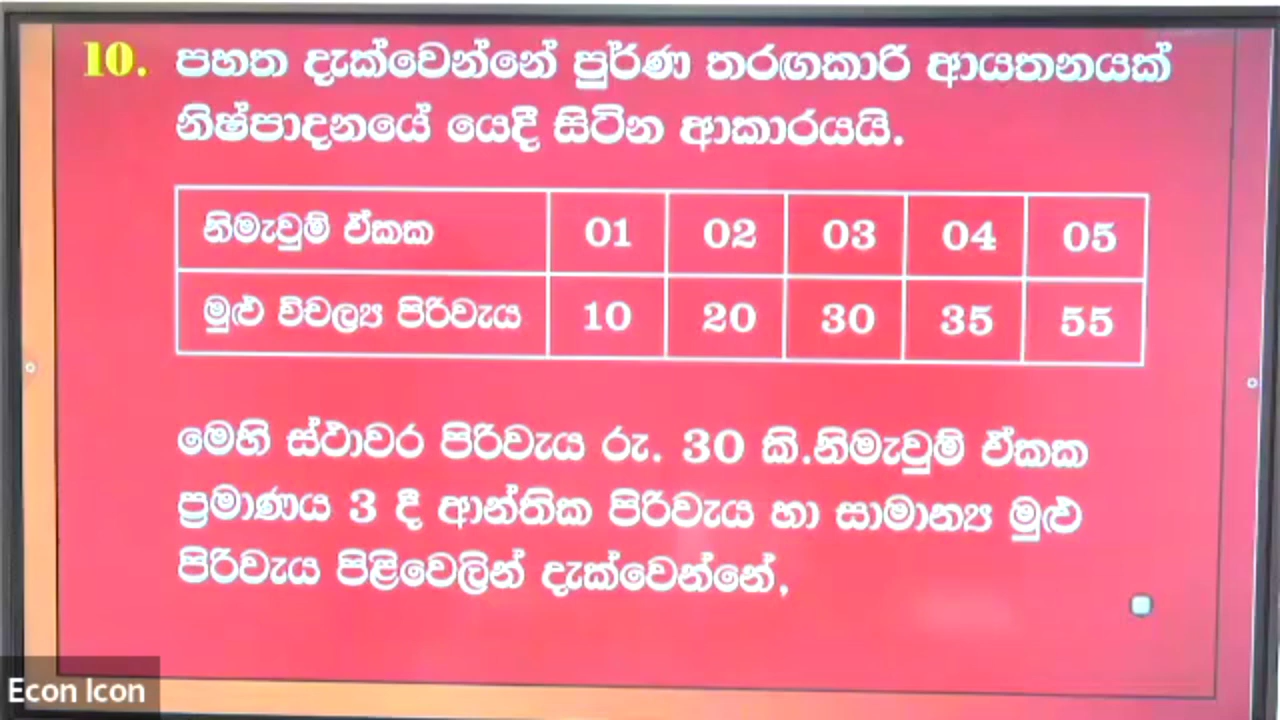 10. පහත දැක්වෙන්නේ පූර්ණ තරඟකාරී ආයතනයක්
නිෂ්පාදනයේ යෙදී සිටින ආකාරයයි.
නිමැවුම් ඒකක 01 02 03 04 05
මුළු විචල්‍ය පිරිවැය 10 20 30 35 55
මෙහි ස්ථාවර පිරිවැය රු. 30 කි.නිමැවුම් ඒකක
ප්‍රමාණය 3 දී ආන්තික පිරිවැය හා සාමාන්‍ය මුළු
පිරිවැය පිළිවෙලින් දැක්වෙන්නේ,
Econ Icon